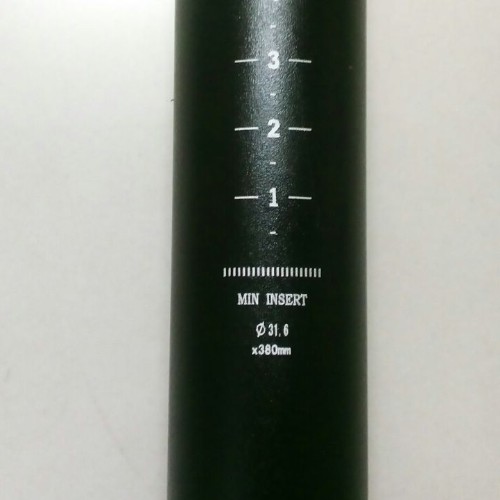 3
2
1
MIN INSERT
Ø 31.6
x380mm